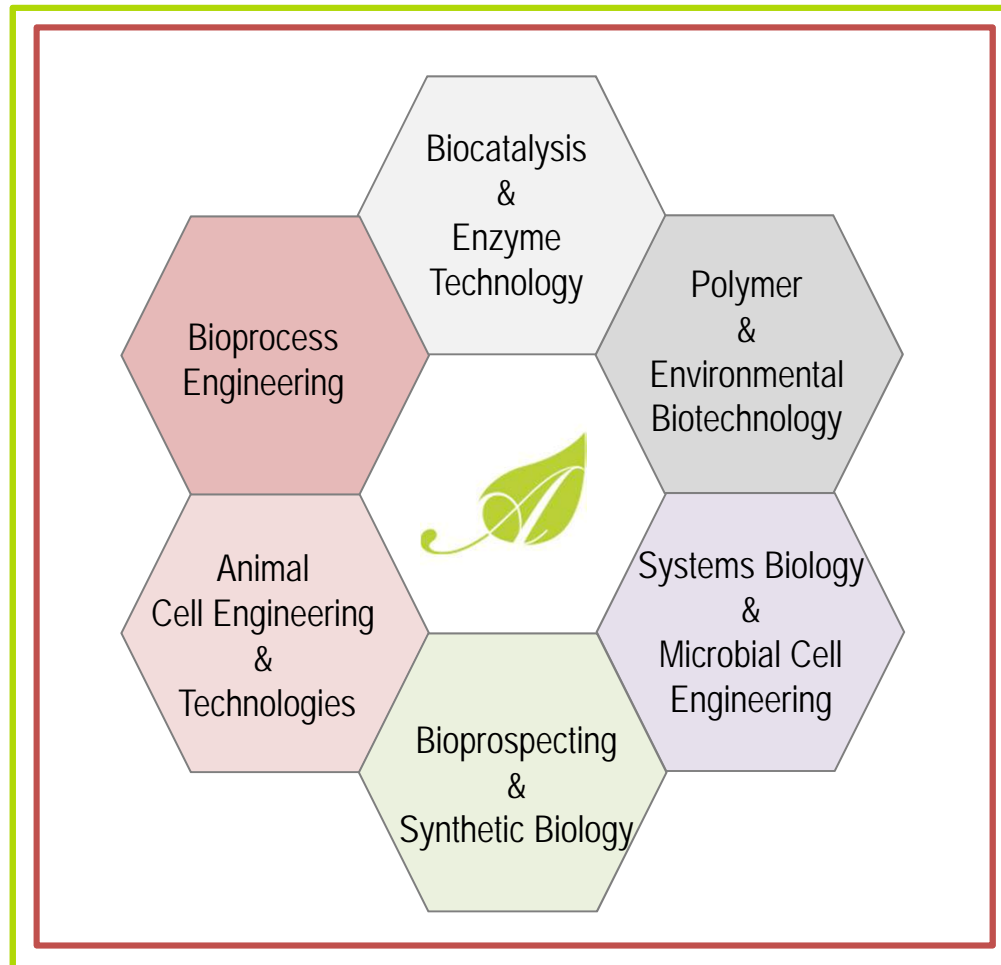 Biocatalysis
&
Enzyme
Technology
Polymer
&
Environmental
Biotechnology
Systems Biology
&
Microbial Cell
Engineering
Bioprospecting
&
Synthetic Biology
Animal
Cell Engineering
&
Technologies
Bioprocess
Engineering